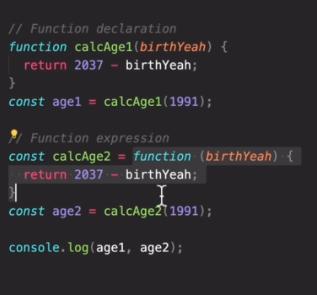 // Function declaration
function calcAge1(birthYeah) {
return 2037 - birthYeah;
}
const age1 = calcAge1(1991);
// Function expression
const calcAge2 = function (birthYeah) {
return 2037 - birthYeah;
}
const age2 = calcAge2(1991);
console.log(age1, age2);